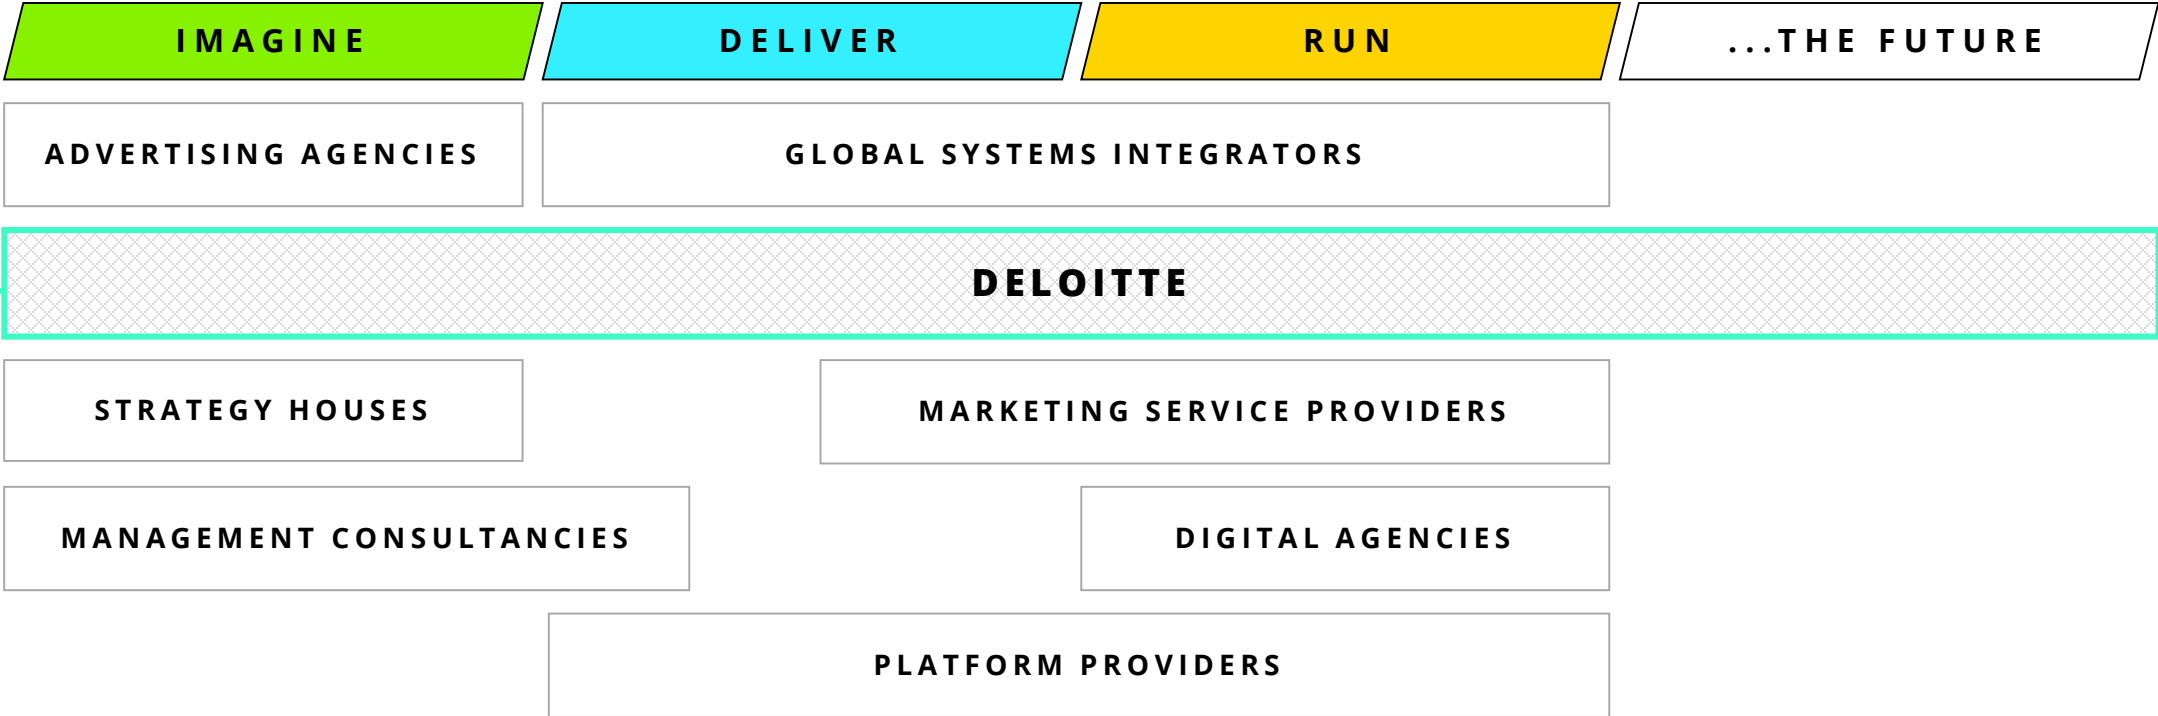 IMAGINE
DELIVER
RUN
...THE FUTURE
ADVERTISING AGENCIES
GLOBAL SYSTEMS INTEGRATORS
DELOITTE
STRATEGY HOUSES
MARKETING SERVICE PROVIDERS
MANAGEMENT CONSULTANCIES
DIGITAL AGENCIES
PLATFORM PROVIDERS